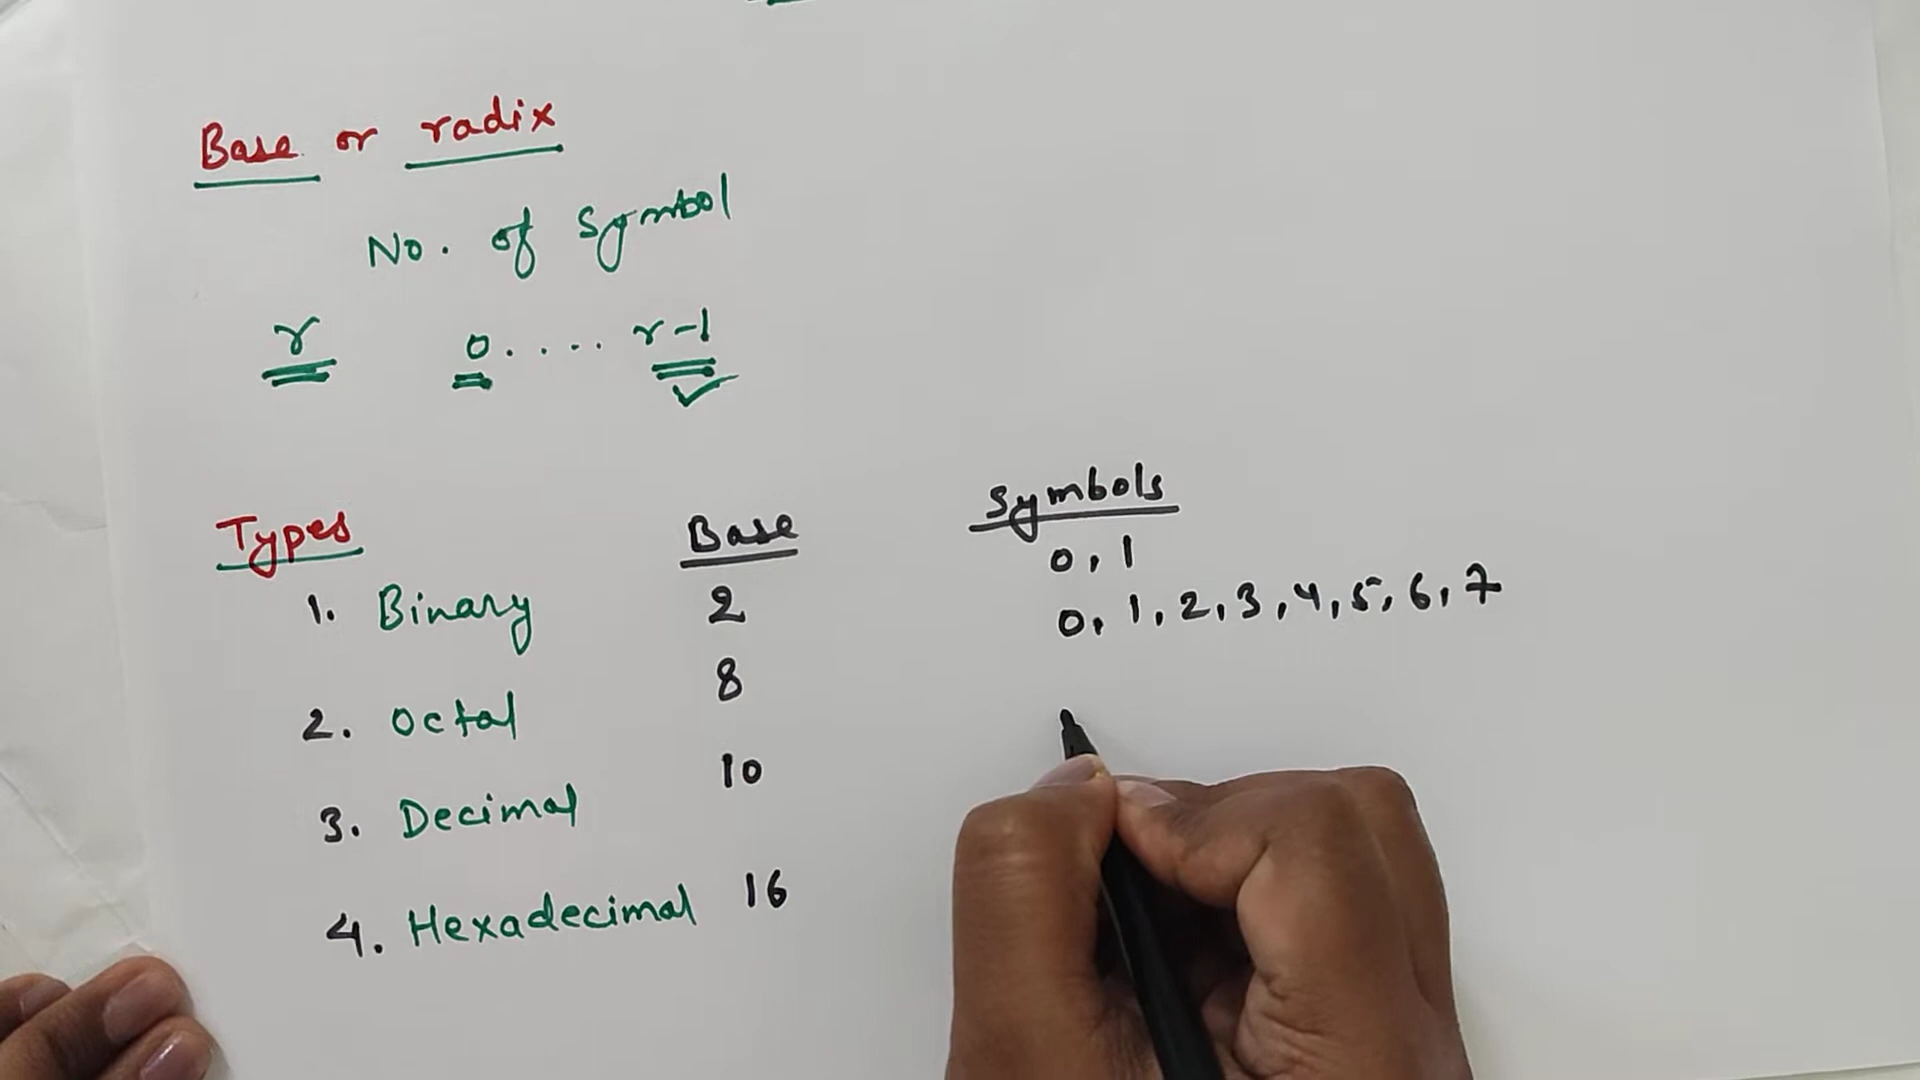 Base or radix
No. of symbol
r 0..... r-1
Types Base Symbols
1. Binary 2 0, 1
2. Octal 8 0, 1, 2, 3, 4, 5, 6, 7
3. Decimal 10
4. Hexadecimal 16